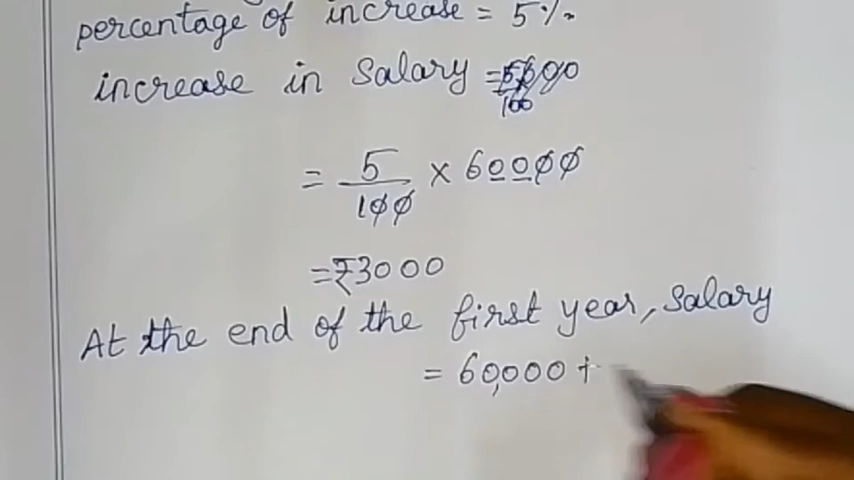 percentage of increase = 5%.
increase in salary =
= 5/100 × 60000
= ₹3000
At the end of the first year, salary
= 60,000 +